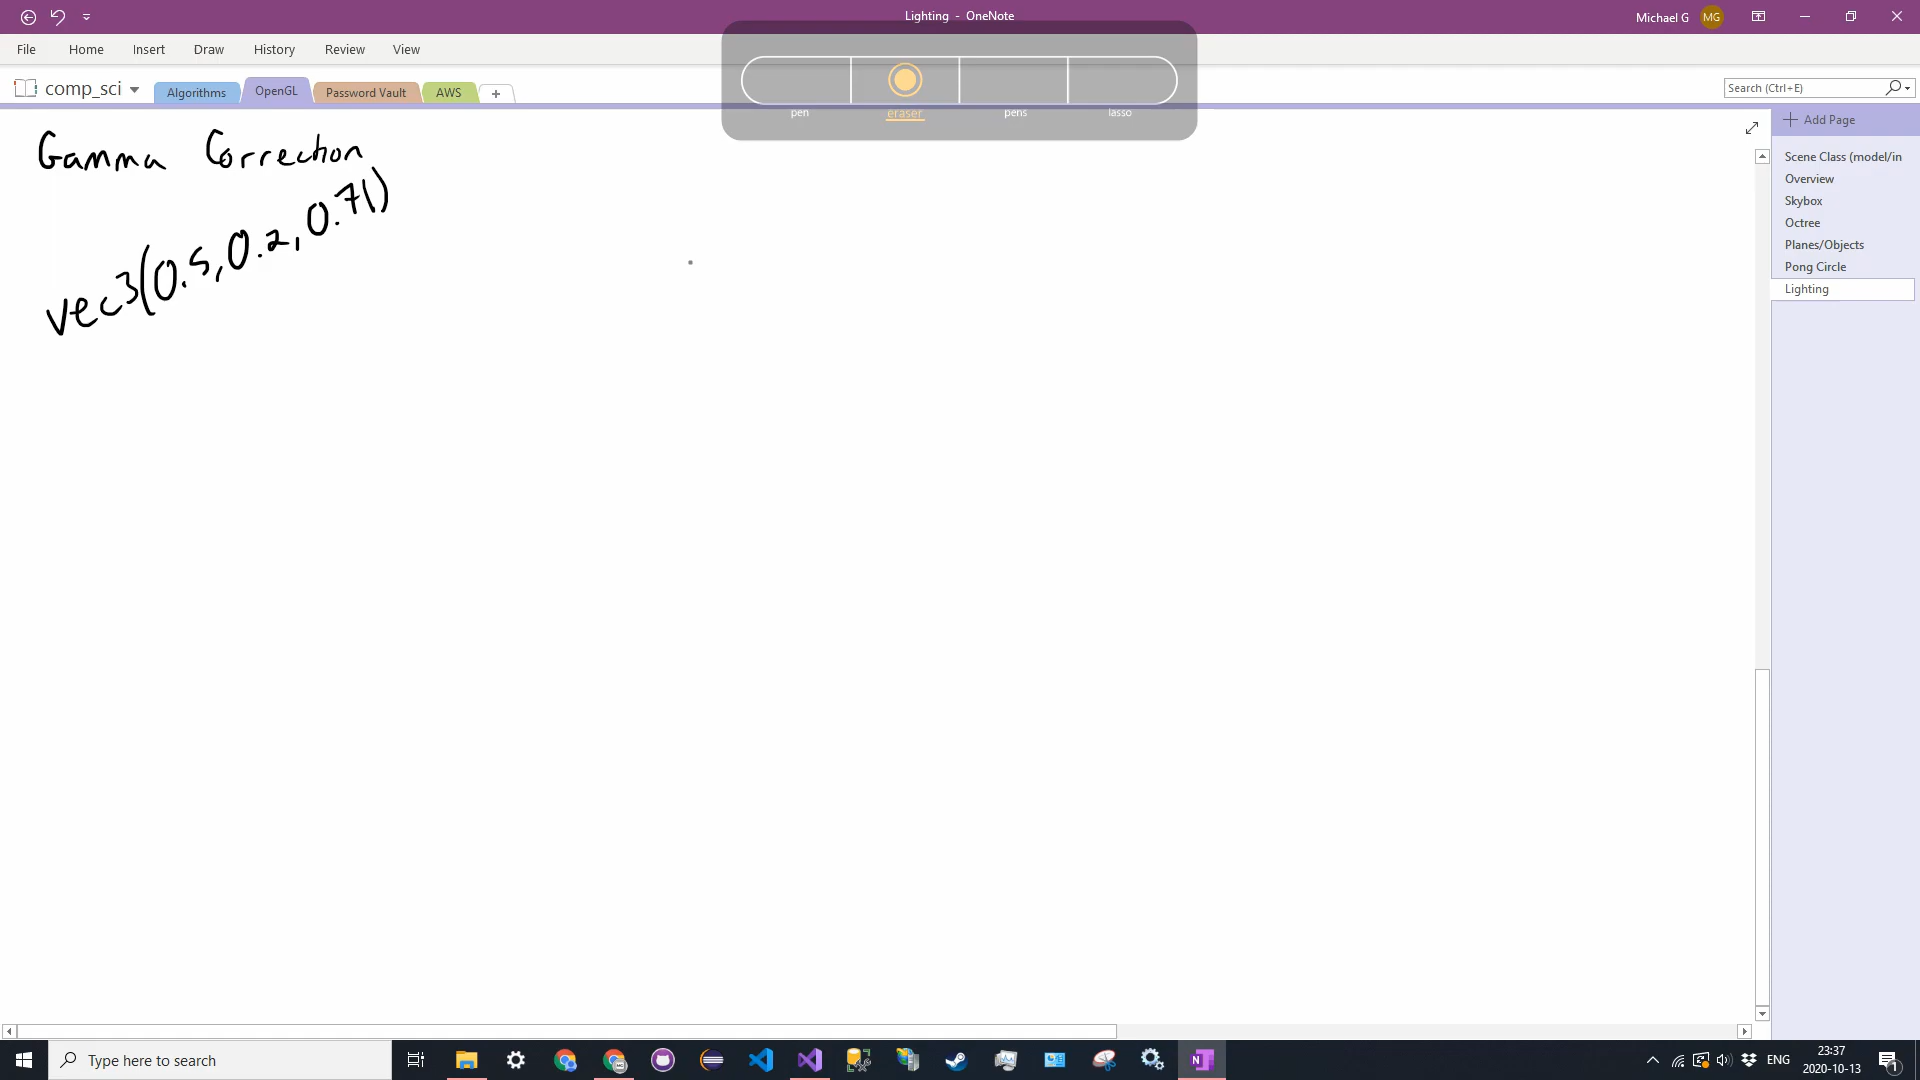 Lighting - OneNote
Michael G MG
File Home Insert Draw History Review View
comp_sci Algorithms OpenGL Password Vault AWS +
Search (Ctrl+E)
pen eraser pens lasso
Add Page
Scene Class (model/in
Overview
Skybox
Octree
Planes/Objects
Pong Circle
Lighting
Gamma Correction
vec3(0.5,0.2,0.71)
Type here to search
ENG
23:37
2020-10-13
1